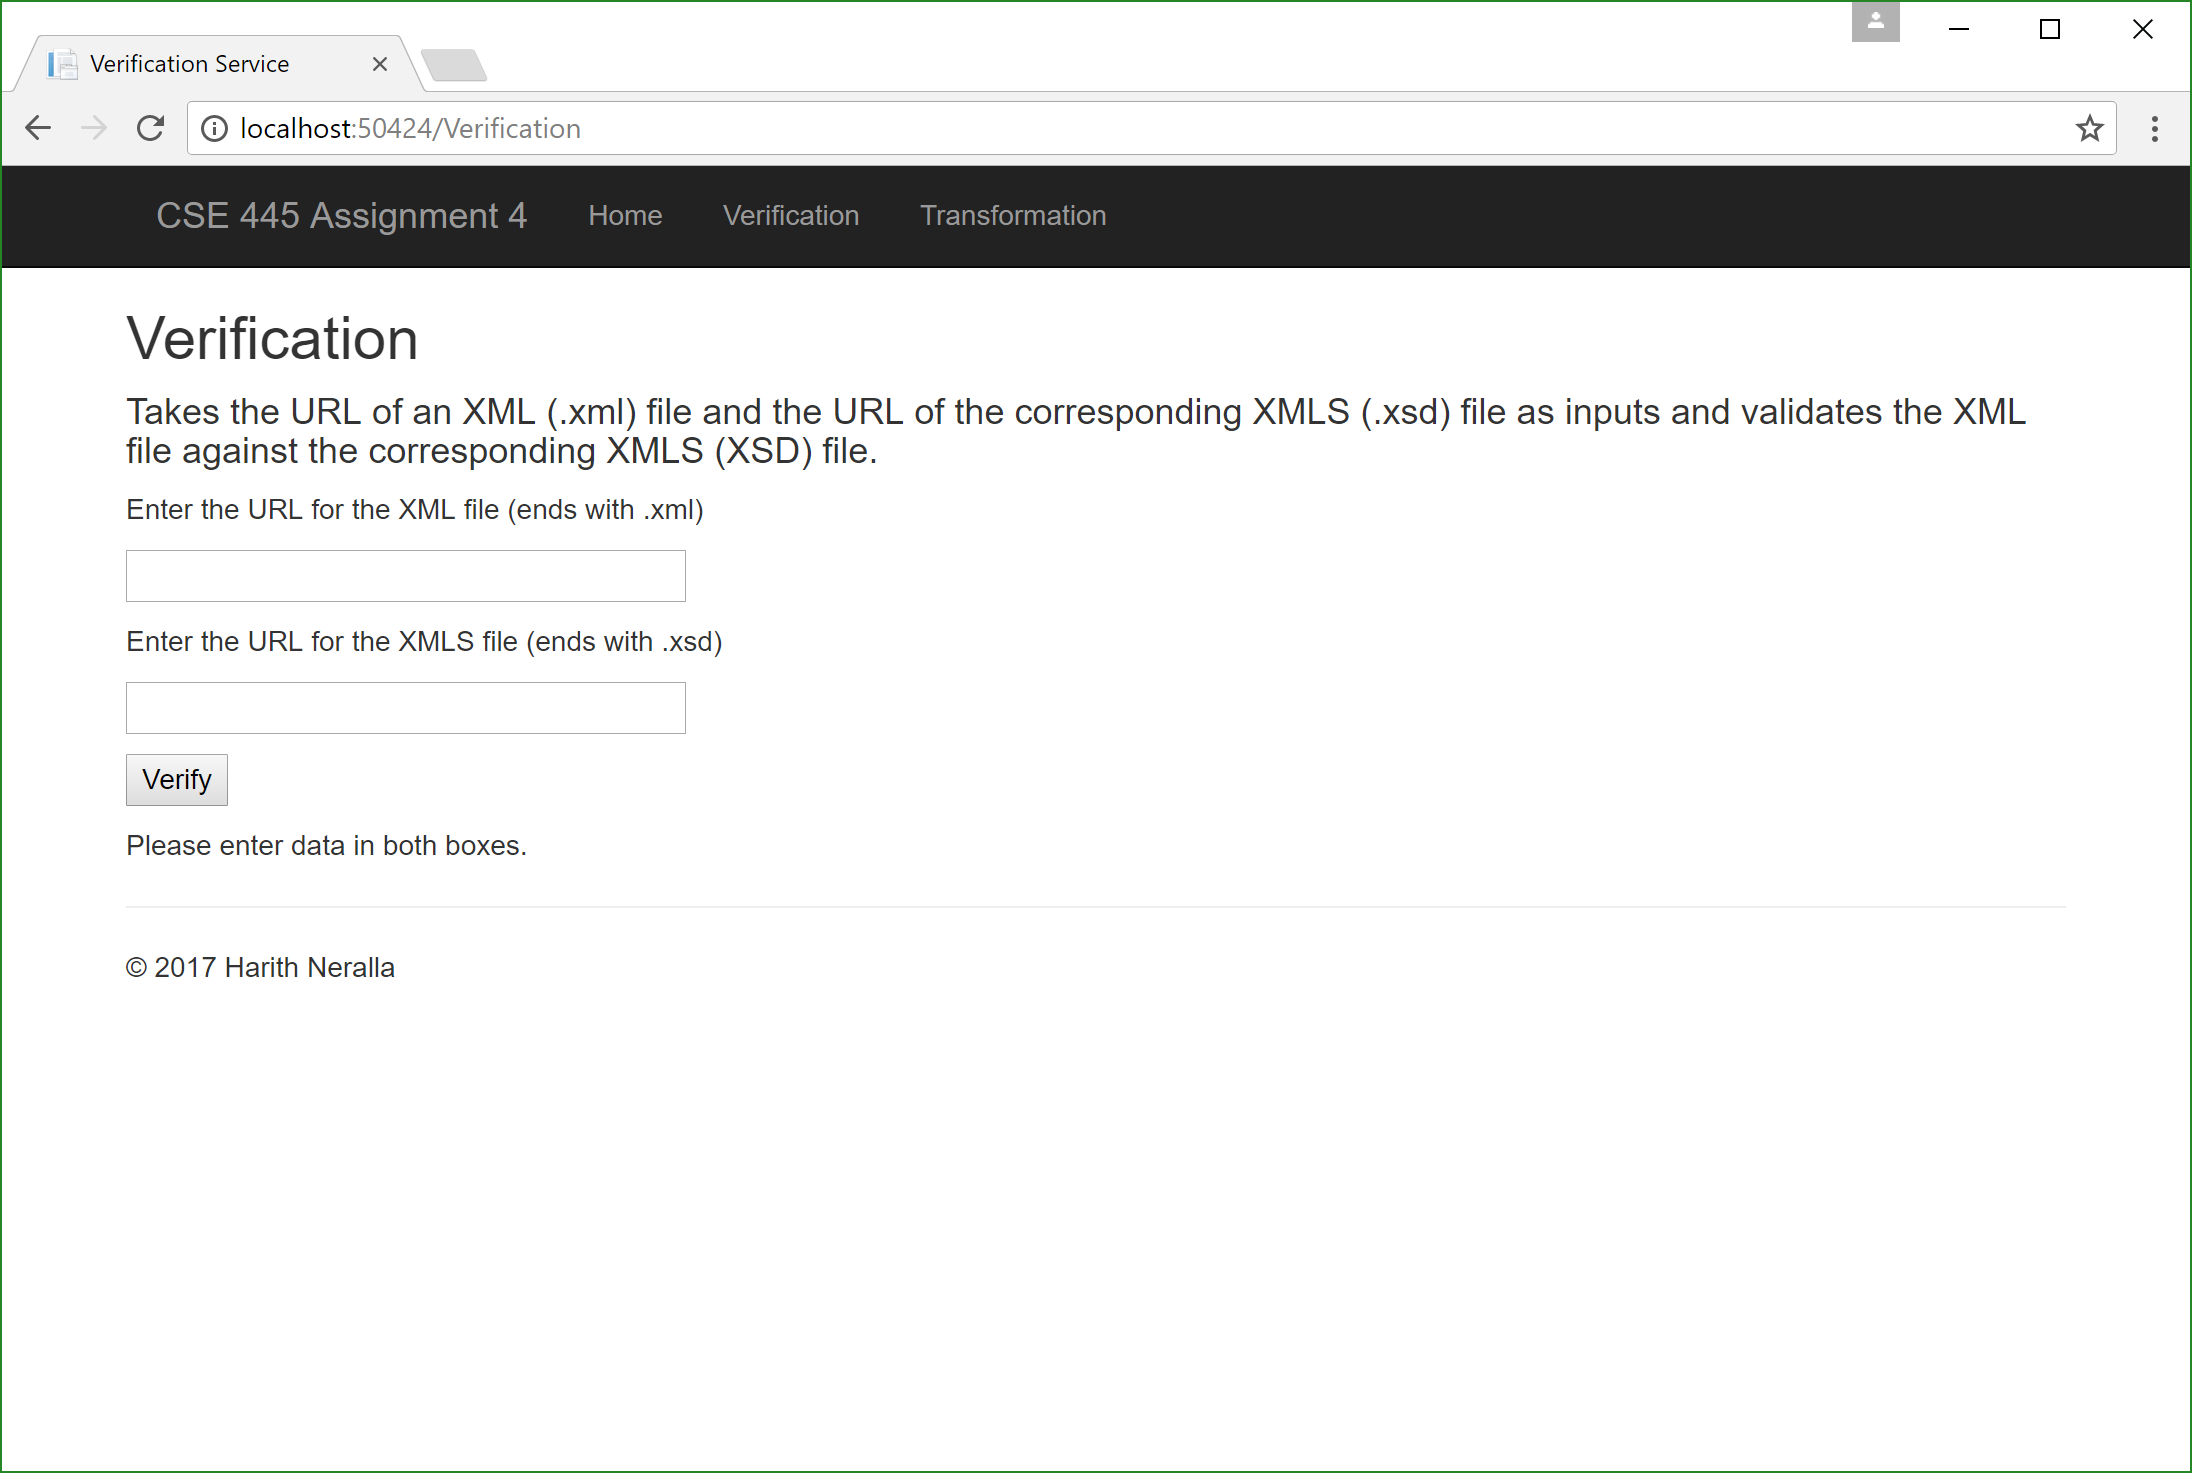 Verification Service
localhost:50424/Verification
CSE 445 Assignment 4 Home Verification Transformation
Verification
Takes the URL of an XML (.xml) file and the URL of the corresponding XMLS (.xsd) file as inputs and validates the XML
file against the corresponding XMLS (XSD) file.
Enter the URL for the XML file (ends with .xml)
Enter the URL for the XMLS file (ends with .xsd)
Verify
Please enter data in both boxes.
© 2017 Harith Neralla